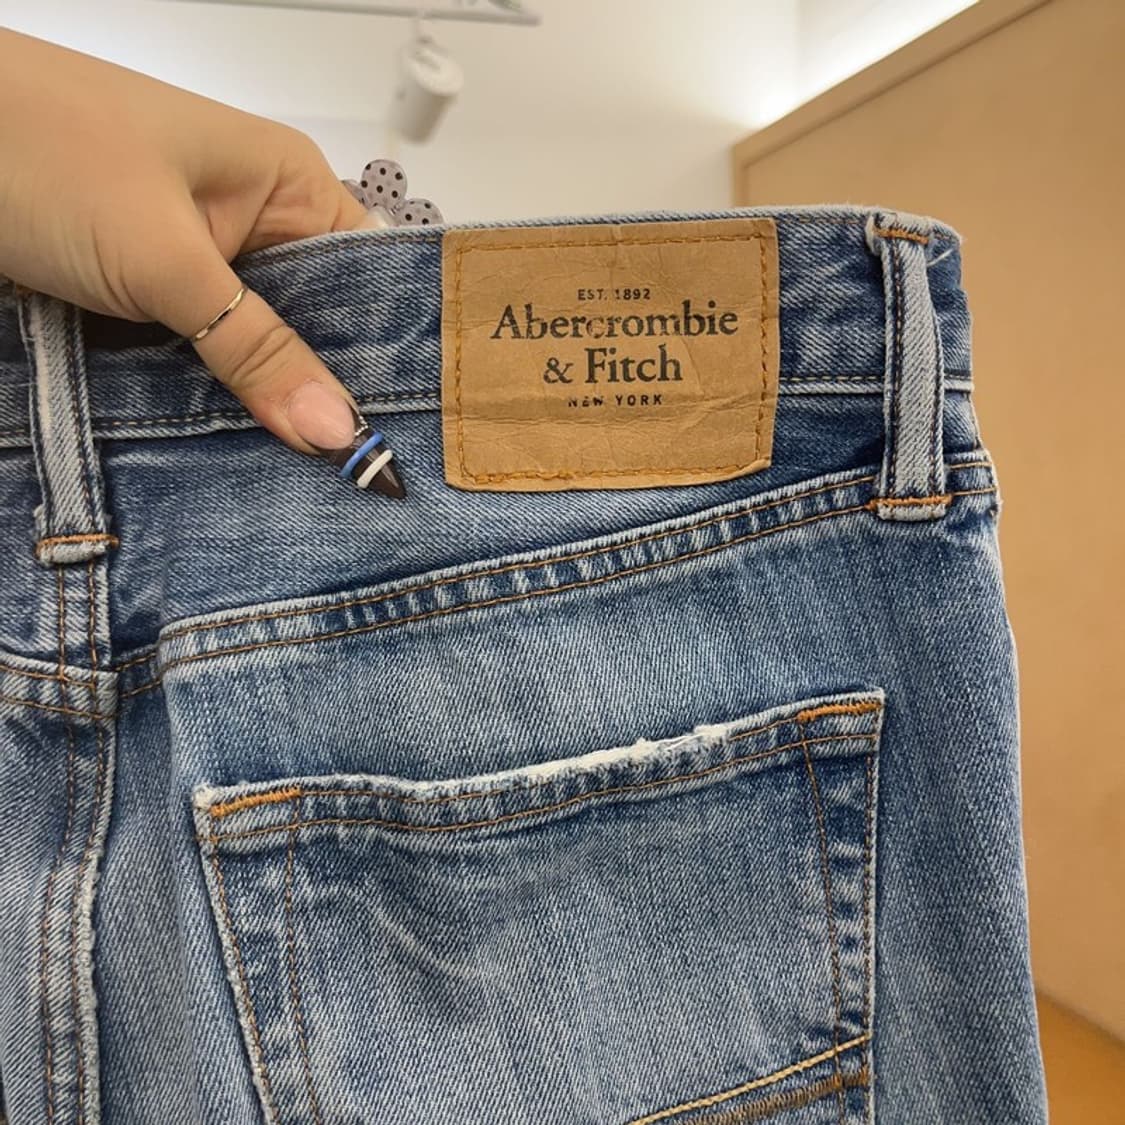 EST. 1892
Abercrombie
& Fitch
NEW YORK